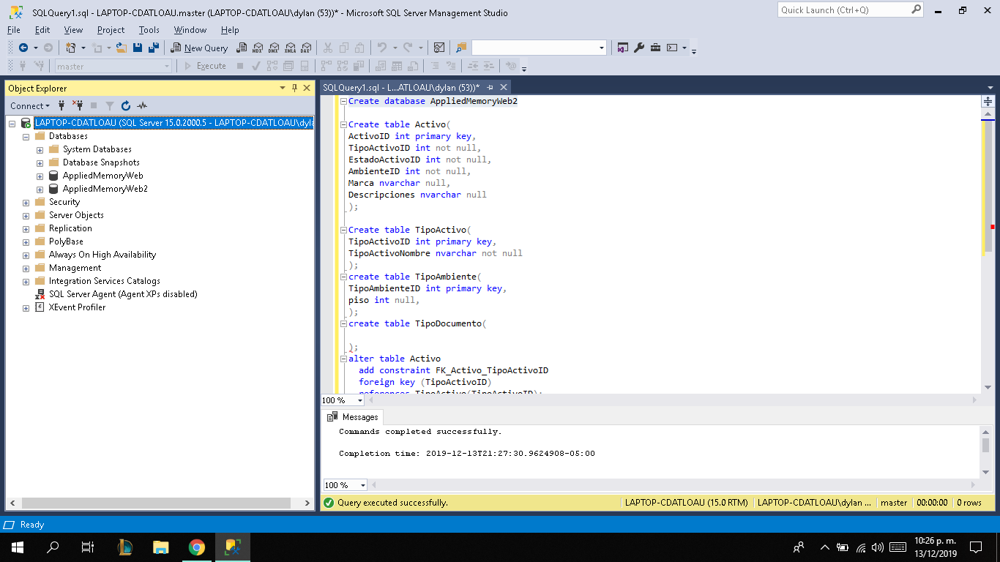 SQLQuery1.sql - LAPTOP-CDATLOAU.master (LAPTOP-CDATLOAU\dylan (53))* - Microsoft SQL Server Management Studio
Quick Launch (Ctrl+Q)
File Edit View Project Tools Window Help
New Query MDX DMX XMLA DAX
master Execute
Object Explorer
Connect
LAPTOP-CDATLOAU (SQL Server 15.0.2000.5 - LAPTOP-CDATLOAU\dyla
Databases
System Databases
Database Snapshots
AppliedMemoryWeb
AppliedMemoryWeb2
Security
Server Objects
Replication
PolyBase
Always On High Availability
Management
Integration Services Catalogs
SQL Server Agent (Agent XPs disabled)
XEvent Profiler
SQLQuery1.sql - L...ATLOAU\dylan (53))*
Create database AppliedMemoryWeb2
Create table Activo(
ActivoID int primary key,
TipoActivoID int not null,
EstadoActivoID int not null,
AmbienteID int not null,
Marca nvarchar null,
Descripciones nvarchar null
);
Create table TipoActivo(
TipoActivoID int primary key,
TipoActivoNombre nvarchar not null
);
create table TipoAmbiente(
TipoAmbienteID int primary key,
piso int null,
);
create table TipoDocumento(
);
alter table Activo
add constraint FK_Activo_TipoActivoID
foreign key (TipoActivoID)
references TipoActivo(TipoActivoID);
100 %
Messages
Commands completed successfully.
Completion time: 2019-12-13T21:27:30.9624908-05:00
100 %
Query executed successfully. LAPTOP-CDATLOAU (15.0 RTM) LAPTOP-CDATLOAU\dylan ... master 00:00:00 0 rows
Ready
10:26 p. m.
13/12/2019